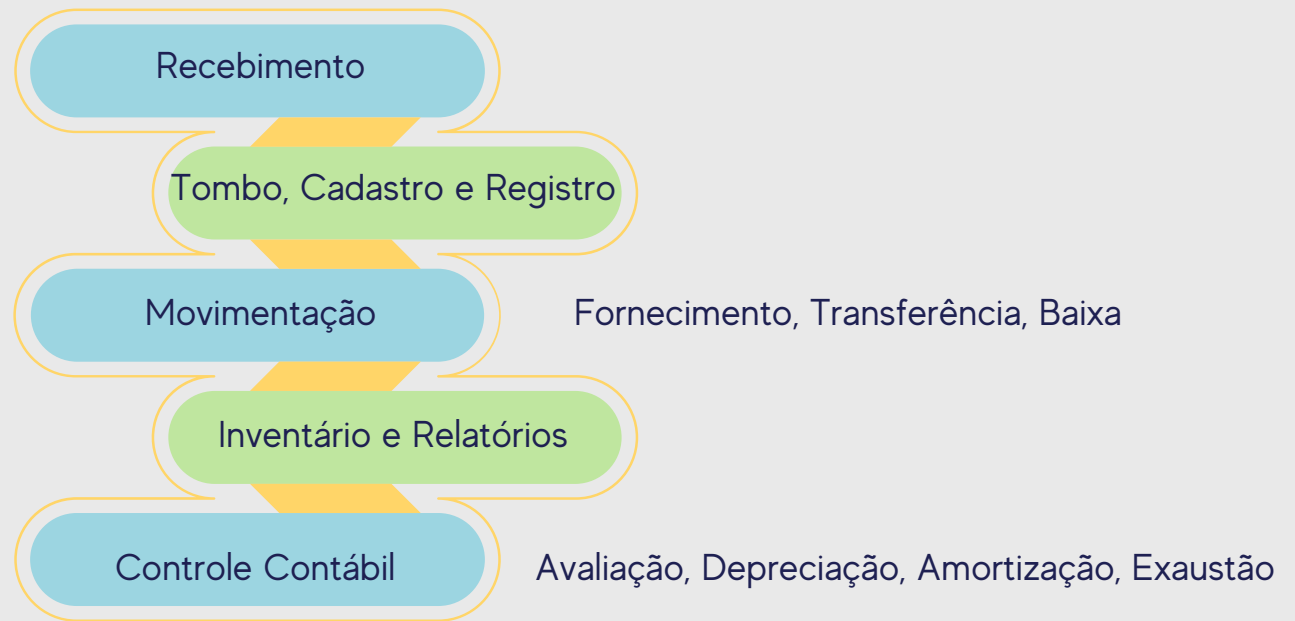 Recebimento
Tombo, Cadastro e Registro
Movimentação
Fornecimento, Transferência, Baixa
Inventário e Relatórios
Controle Contábil
Avaliação, Depreciação, Amortização, Exaustão